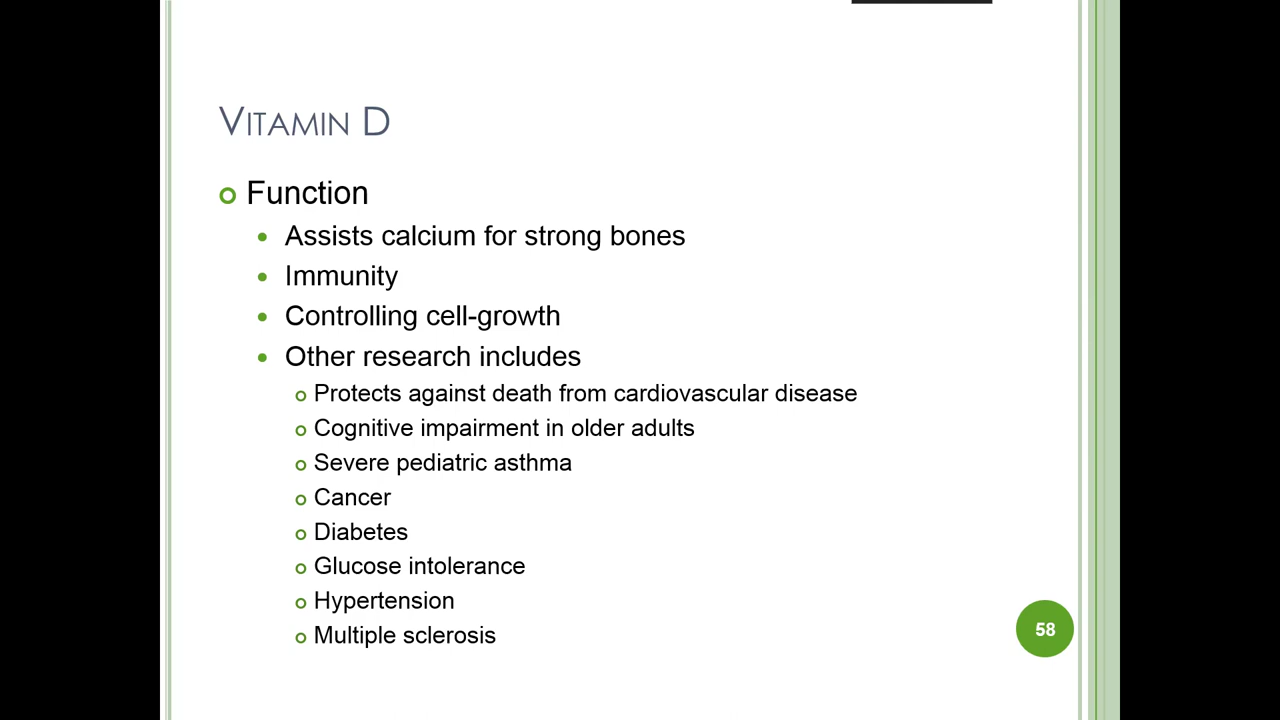 Vitamin D
Function
Assists calcium for strong bones
Immunity
Controlling cell-growth
Other research includes
Protects against death from cardiovascular disease
Cognitive impairment in older adults
Severe pediatric asthma
Cancer
Diabetes
Glucose intolerance
Hypertension
Multiple sclerosis
58